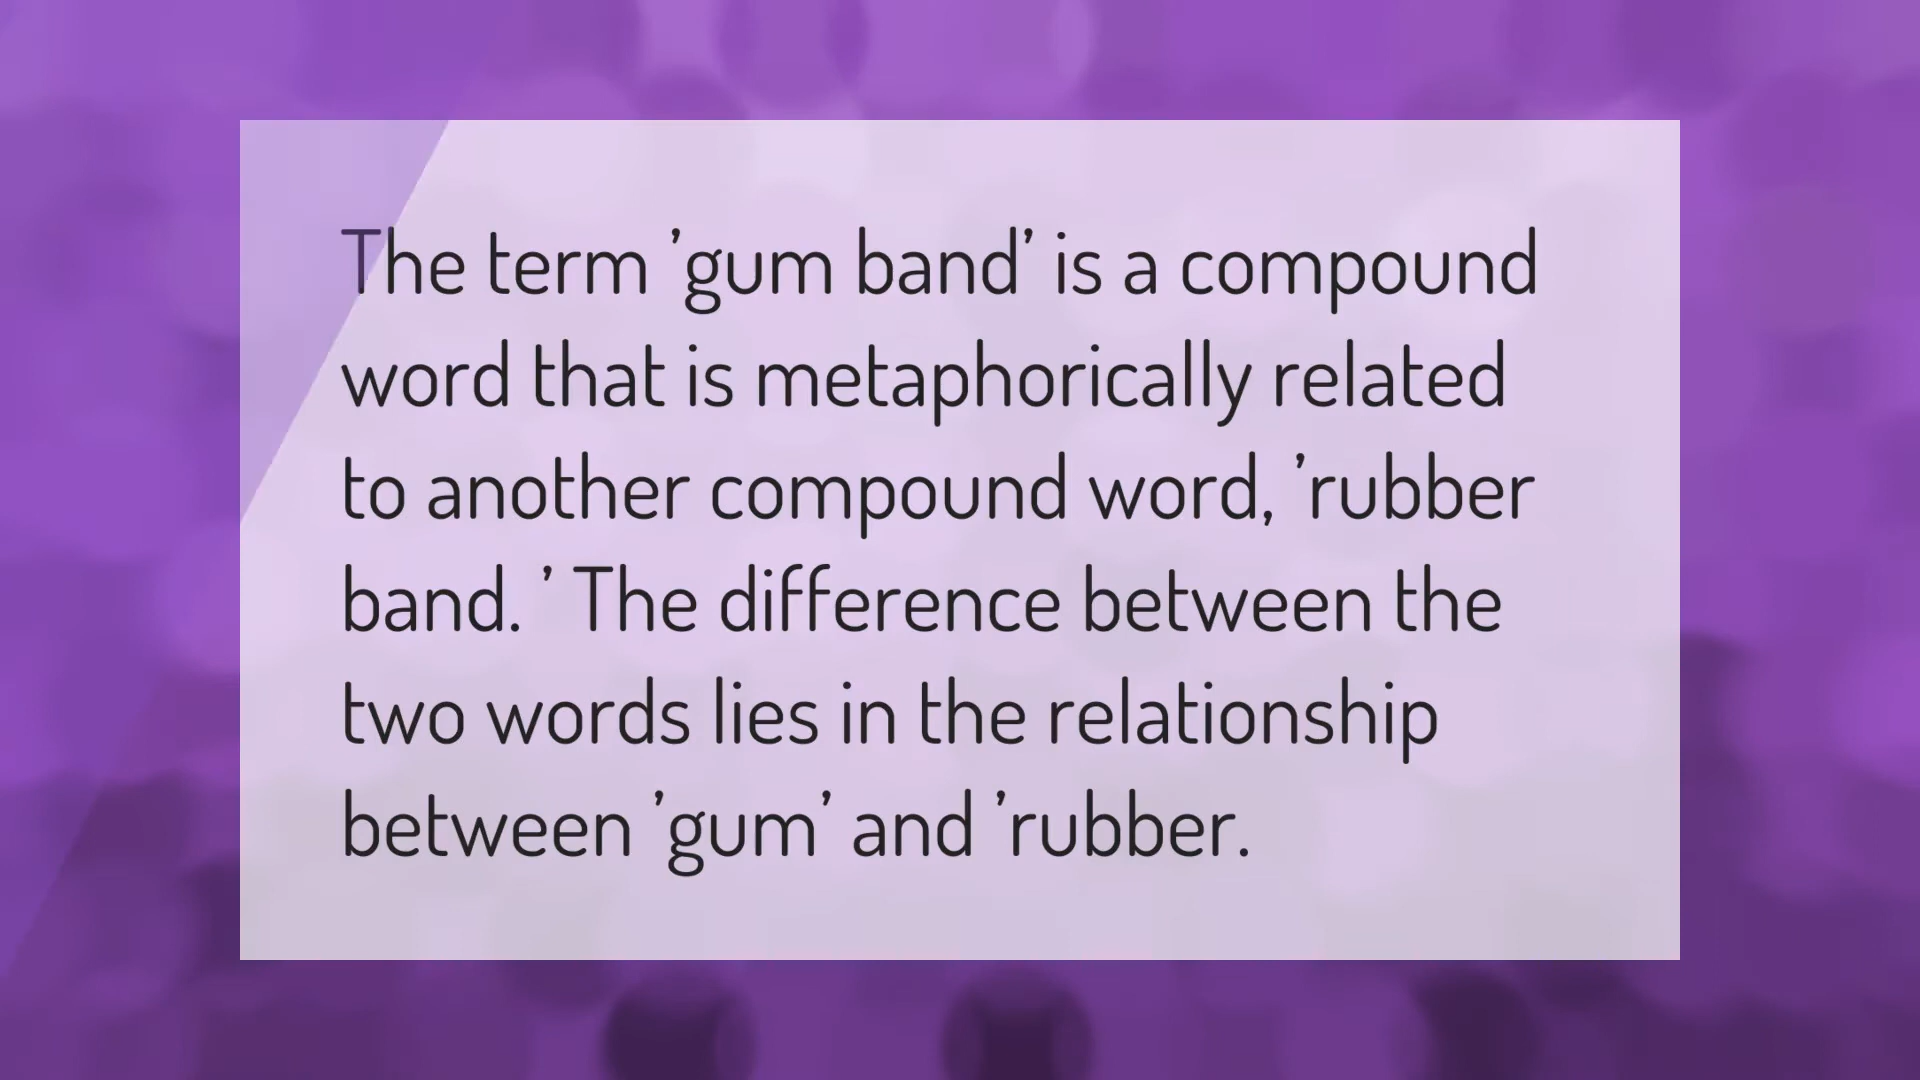 The term ’gum band’ is a compound
word that is metaphorically related
to another compound word, ’rubber
band. ’ The difference between the
two words lies in the relationship
between ’gum’ and ’rubber.